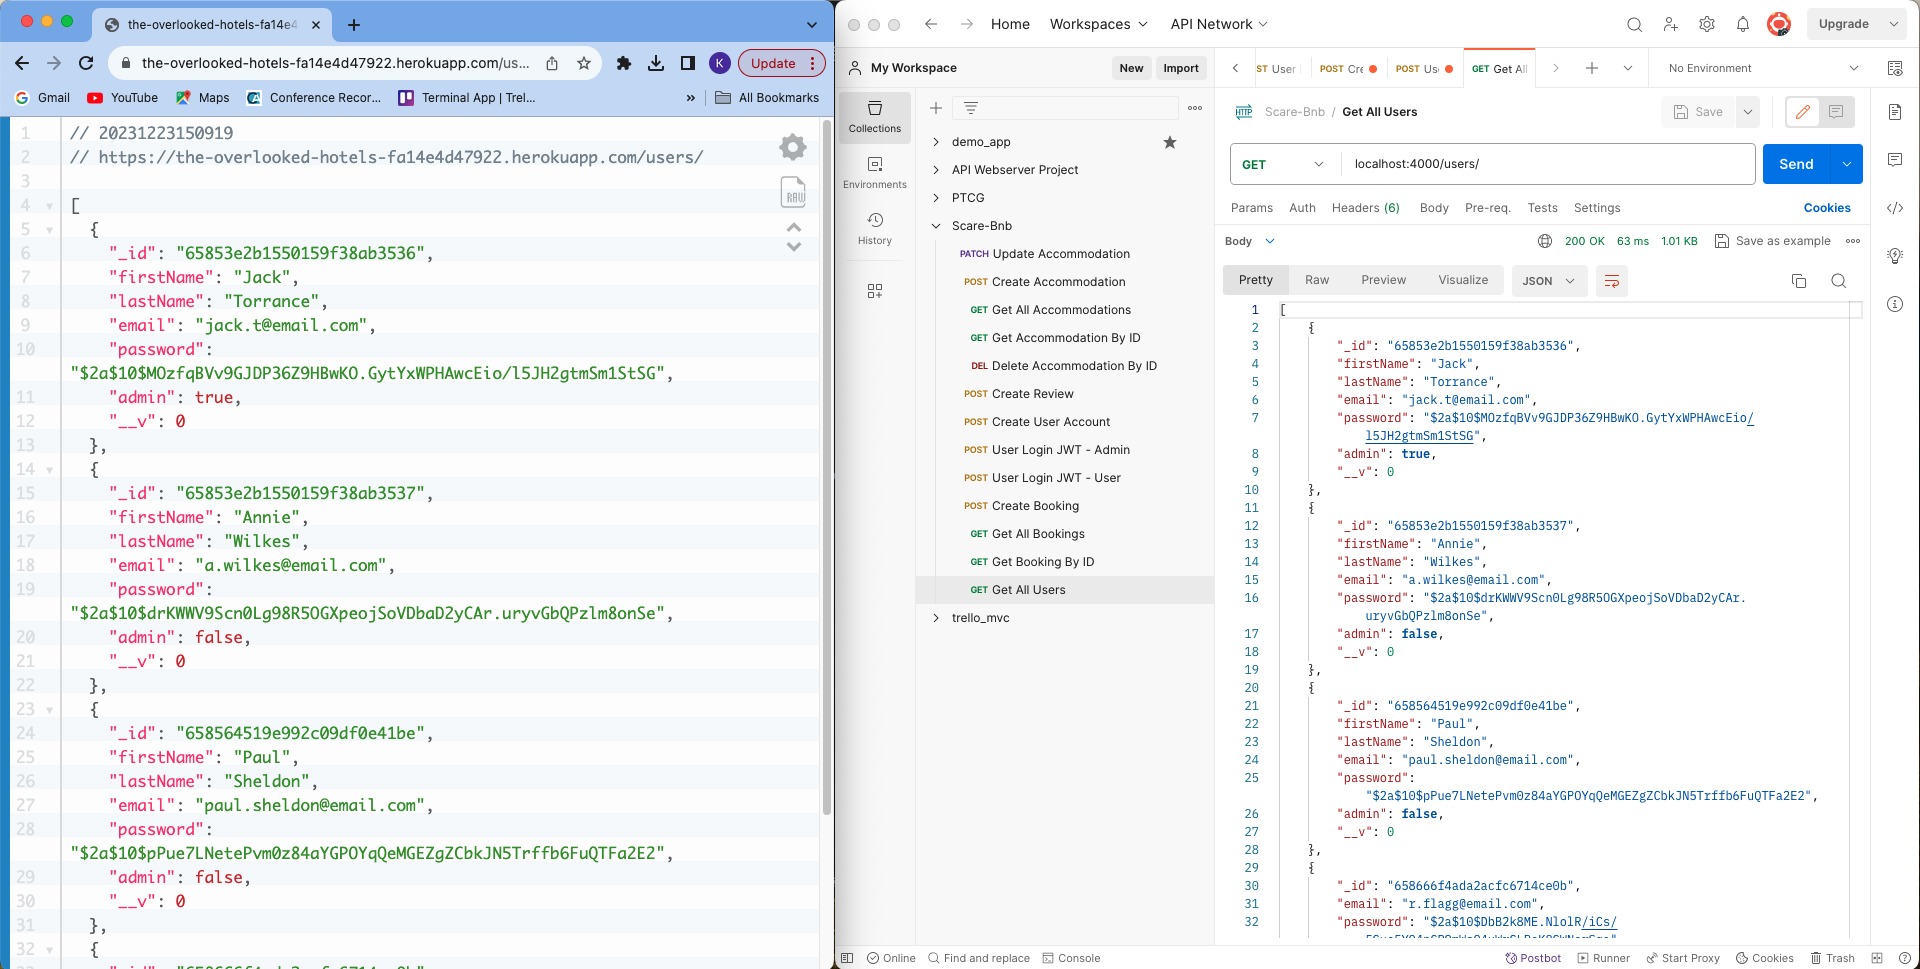 the-overlooked-hotels-fa14e4
the-overlooked-hotels-fa14e4d47922.herokuapp.com/us...
K
Update
Gmail
YouTube
Maps
Conference Recor...
Terminal App | Trel...
»
All Bookmarks
1 // 20231223150919
2 // https://the-overlooked-hotels-fa14e4d47922.herokuapp.com/users/
3
4 [
5 {
6 "_id": "65853e2b1550159f38ab3536",
7 "firstName": "Jack",
8 "lastName": "Torrance",
9 "email": "jack.t@email.com",
10 "password":
"$2a$10$MOzfqBVv9GJDP36Z9HBwKO.GytYxWPHAwcEio/l5JH2gtmSm1StSG",
11 "admin": true,
12 "__v": 0
13 },
14 {
15 "_id": "65853e2b1550159f38ab3537",
16 "firstName": "Annie",
17 "lastName": "Wilkes",
18 "email": "a.wilkes@email.com",
19 "password":
"$2a$10$drKWWV9Scn0Lg98R5OGXpeojSoVDbaD2yCAr.uryvGbQPzlm8onSe",
20 "admin": false,
21 "__v": 0
22 },
23 {
24 "_id": "658564519e992c09df0e41be",
25 "firstName": "Paul",
26 "lastName": "Sheldon",
27 "email": "paul.sheldon@email.com",
28 "password":
"$2a$10$pPue7LNetePvm0z84aYGPOYqQeMGEZgZCbkJN5Trffb6FuQTFa2E2",
29 "admin": false,
30 "__v": 0
31 },
32 {
RAW
Home
Workspaces
API Network
Upgrade
My Workspace
New
Import
ST User
POST Cre
POST Us
GET Get All
No Environment
Collections
Environments
History
demo_app
API Webserver Project
PTCG
Scare-Bnb
PATCH Update Accommodation
POST Create Accommodation
GET Get All Accommodations
GET Get Accommodation By ID
DEL Delete Accommodation By ID
POST Create Review
POST Create User Account
POST User Login JWT - Admin
POST User Login JWT - User
POST Create Booking
GET Get All Bookings
GET Get Booking By ID
GET Get All Users
trello_mvc
HTTP Scare-Bnb / Get All Users
Save
GET
localhost:4000/users/
Send
Params
Auth
Headers (6)
Body
Pre-req.
Tests
Settings
Cookies
Body
200 OK
63 ms
1.01 KB
Save as example
Pretty
Raw
Preview
Visualize
JSON
1 [
2 {
3 "_id": "65853e2b1550159f38ab3536",
4 "firstName": "Jack",
5 "lastName": "Torrance",
6 "email": "jack.t@email.com",
7 "password": "$2a$10$MOzfqBVv9GJDP36Z9HBwKO.GytYxWPHAwcEio/
l5JH2gtmSm1StSG",
8 "admin": true,
9 "__v": 0
10 },
11 {
12 "_id": "65853e2b1550159f38ab3537",
13 "firstName": "Annie",
14 "lastName": "Wilkes",
15 "email": "a.wilkes@email.com",
16 "password": "$2a$10$drKWWV9Scn0Lg98R5OGXpeojSoVDbaD2yCAr.
uryvGbQPzlm8onSe",
17 "admin": false,
18 "__v": 0
19 },
20 {
21 "_id": "658564519e992c09df0e41be",
22 "firstName": "Paul",
23 "lastName": "Sheldon",
24 "email": "paul.sheldon@email.com",
25 "password":
"$2a$10$pPue7LNetePvm0z84aYGPOYqQeMGEZgZCbkJN5Trffb6FuQTFa2E2",
26 "admin": false,
27 "__v": 0
28 },
29 {
30 "_id": "658666f4ada2acfc6714ce0b",
31 "email": "r.flagg@email.com",
32 "password": "$2a$10$DbB2k8ME.NlolR/iCs/
Online
Find and replace
Console
Postbot
Runner
Start Proxy
Cookies
Trash